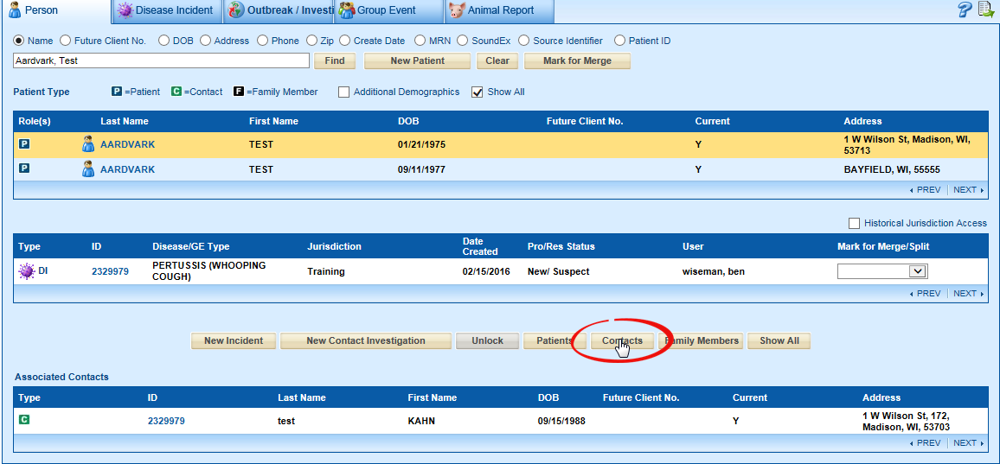 Person Disease Incident Outbreak / Investi Group Event Animal Report
Name Future Client No. DOB Address Phone Zip Create Date MRN SoundEx Source Identifier Patient ID
Aardvark, Test Find New Patient Clear Mark for Merge
Patient Type P =Patient C =Contact F =Family Member Additional Demographics Show All
Role(s) Last Name First Name DOB Future Client No. Current Address
P AARDVARK TEST 01/21/1975 Y 1 W Wilson St, Madison, WI,
53713
P AARDVARK TEST 09/11/1977 Y BAYFIELD, WI, 55555
PREV NEXT
Historical Jurisdiction Access
Type ID Disease/GE Type Jurisdiction Date
Created Pro/Res Status User Mark for Merge/Split
DI 2329979 PERTUSSIS (WHOOPING
COUGH) Training 02/15/2016 New/ Suspect wiseman, ben
PREV NEXT
New Incident New Contact Investigation Unlock Patients Contacts Family Members Show All
Associated Contacts
Type ID Last Name First Name DOB Future Client No. Current Address
C 2329979 test KAHN 09/15/1988 Y 1 W Wilson St, 172,
Madison, WI, 53703
PREV NEXT